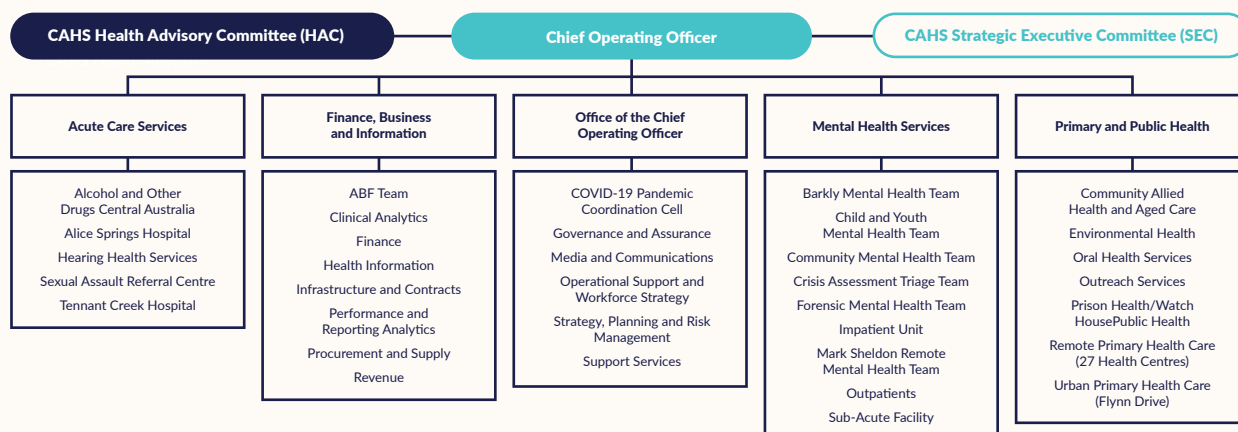 CAHS Health Advisory Committee (HAC)
Chief Operating Officer
CAHS Strategic Executive Committee (SEC)
Acute Care Services
Alcohol and Other
Drugs Central Australia
Alice Springs Hospital
Hearing Health Services
Sexual Assault Referral Centre
Tennant Creek Hospital
Finance, Business
and Information
ABF Team
Clinical Analytics
Finance
Health Information
Infrastructure and Contracts
Performance and
Reporting Analytics
Procurement and Supply
Revenue
Office of the Chief
Operating Officer
COVID-19 Pandemic
Coordination Cell
Governance and Assurance
Media and Communications
Operational Support and
Workforce Strategy
Strategy, Planning and Risk
Management
Support Services
Mental Health Services
Barkly Mental Health Team
Child and Youth
Mental Health Team
Community Mental Health Team
Crisis Assessment Triage Team
Forensic Mental Health Team
Impatient Unit
Mark Sheldon Remote
Mental Health Team
Outpatients
Sub-Acute Facility
Primary and Public Health
Community Allied
Health and Aged Care
Environmental Health
Oral Health Services
Outreach Services
Prison Health/Watch
HousePublic Health
Remote Primary Health Care
(27 Health Centres)
Urban Primary Health Care
(Flynn Drive)